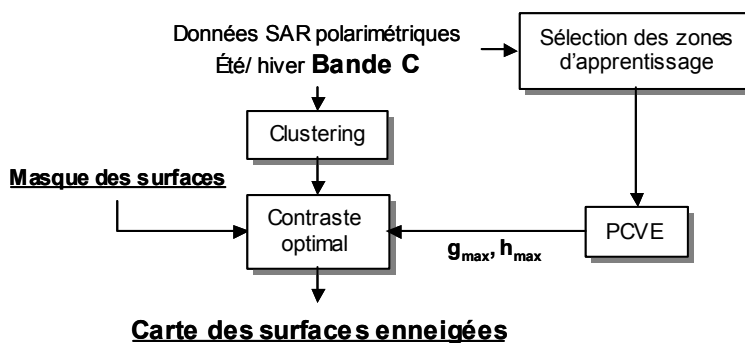 Données SAR polarimétriques
Été/ hiver Bande C
Sélection des zones
d'apprentissage
Clustering
Masque des surfaces
Contraste
optimal
PCVE
gmax, hmax
Carte des surfaces enneigées